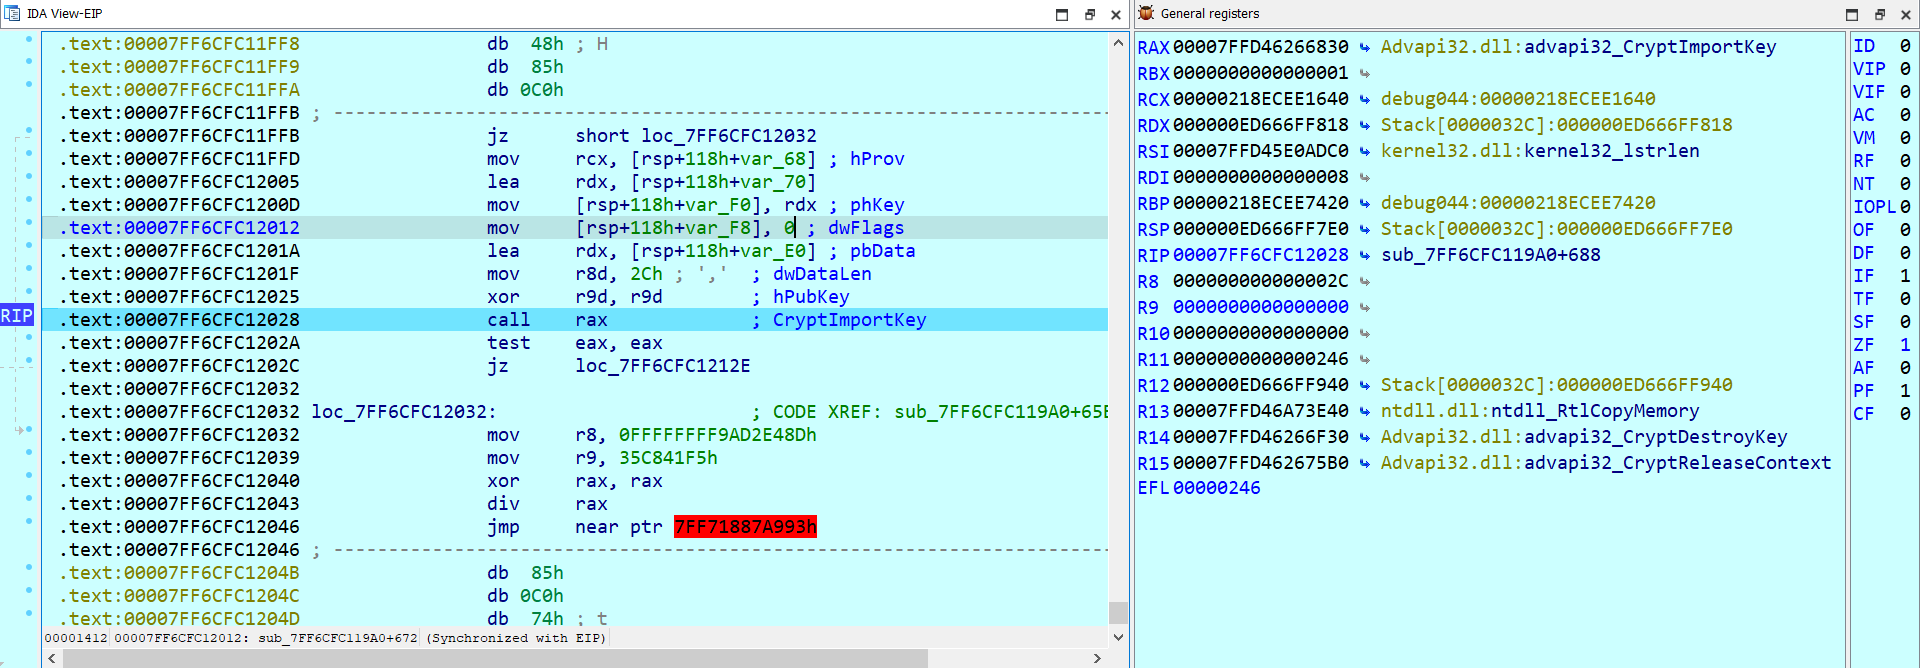 IDA View-EIP
.text:00007FF6CFC11FF8 db 48h ; H
.text:00007FF6CFC11FF9 db 85h
.text:00007FF6CFC11FFA db 0C0h
.text:00007FF6CFC11FFB ; ---------------------------------------------------------------------------
.text:00007FF6CFC11FFB jz short loc_7FF6CFC12032
.text:00007FF6CFC11FFD mov rcx, [rsp+118h+var_68] ; hProv
.text:00007FF6CFC12005 lea rdx, [rsp+118h+var_70]
.text:00007FF6CFC1200D mov [rsp+118h+var_F0], rdx ; phKey
.text:00007FF6CFC12012 mov [rsp+118h+var_F8], 0 ; dwFlags
.text:00007FF6CFC1201A lea rdx, [rsp+118h+var_E0] ; pbData
.text:00007FF6CFC1201F mov r8d, 2Ch ; ',' ; dwDataLen
.text:00007FF6CFC12025 xor r9d, r9d ; hPubKey
RIP .text:00007FF6CFC12028 call rax ; CryptImportKey
.text:00007FF6CFC1202A test eax, eax
.text:00007FF6CFC1202C jz loc_7FF6CFC1212E
.text:00007FF6CFC12032
.text:00007FF6CFC12032 loc_7FF6CFC12032: ; CODE XREF: sub_7FF6CFC119A0+65B
.text:00007FF6CFC12032 mov r8, 0FFFFFFFF9AD2E48Dh
.text:00007FF6CFC12039 mov r9, 35C841F5h
.text:00007FF6CFC12040 xor rax, rax
.text:00007FF6CFC12043 div rax
.text:00007FF6CFC12046 jmp near ptr 7FF71887A993h
.text:00007FF6CFC12046 ; ---------------------------------------------------------------------------
.text:00007FF6CFC1204B db 85h
.text:00007FF6CFC1204C db 0C0h
.text:00007FF6CFC1204D db 74h ; t
00001412 00007FF6CFC12012: sub_7FF6CFC119A0+672 (Synchronized with EIP)
General registers
RAX 00007FFD46266830 Advapi32.dll:advapi32_CryptImportKey
RBX 0000000000000001
RCX 00000218ECEE1640 debug044:00000218ECEE1640
RDX 000000ED666FF818 Stack[0000032C]:000000ED666FF818
RSI 00007FFD45E0ADC0 kernel32.dll:kernel32_lstrlen
RDI 0000000000000008
RBP 00000218ECEE7420 debug044:00000218ECEE7420
RSP 000000ED666FF7E0 Stack[0000032C]:000000ED666FF7E0
RIP 00007FF6CFC12028 sub_7FF6CFC119A0+688
R8 000000000000002C
R9 0000000000000000
R10 0000000000000000
R11 0000000000000246
R12 000000ED666FF940 Stack[0000032C]:000000ED666FF940
R13 00007FFD46A73E40 ntdll.dll:ntdll_RtlCopyMemory
R14 00007FFD46266F30 Advapi32.dll:advapi32_CryptDestroyKey
R15 00007FFD462675B0 Advapi32.dll:advapi32_CryptReleaseContext
EFL 00000246
ID 0
VIP 0
VIF 0
AC 0
VM 0
RF 0
NT 0
IOPL 0
OF 0
DF 0
IF 1
TF 0
SF 0
ZF 1
AF 0
PF 1
CF 0